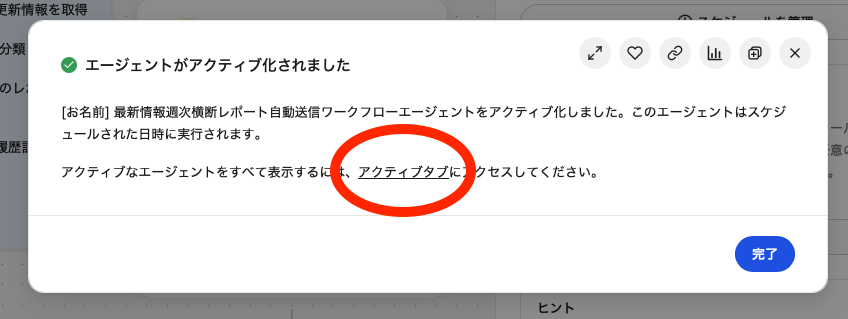 更新情報を取得
スケジュールを管理
分類
エージェントがアクティブ化されました
のレポ
[お名前] 最新情報週次横断レポート自動送信ワークフローエージェントをアクティブ化しました。このエージェントはスケジ
ュールされた日時に実行されます。
履歴
アクティブなエージェントをすべて表示するには、アクティブタブにアクセスしてください。
完了
ヒント